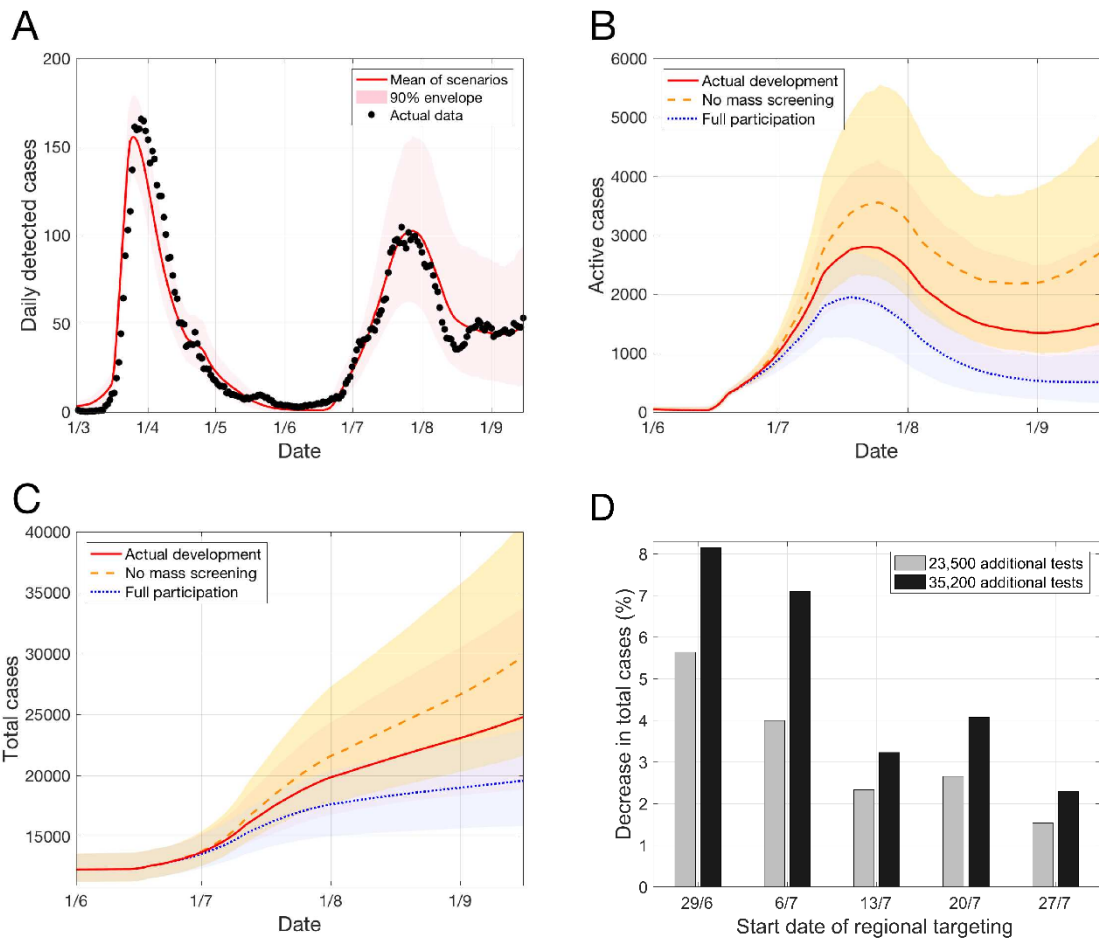 A
Daily detected cases
200
150
100
50
0
Mean of scenarios
90% envelope
Actual data
1/3 1/4 1/5 1/6 1/7 1/8 1/9
Date
B
Active cases
6000
5000
4000
3000
2000
1000
0
Actual development
No mass screening
Full participation
1/6 1/7 1/8 1/9
Date
C
Total cases
40000
35000
30000
25000
20000
15000
Actual development
No mass screening
Full participation
1/6 1/7 1/8 1/9
Date
D
Decrease in total cases (%)
8
7
6
5
4
3
2
1
0
23,500 additional tests
35,200 additional tests
29/6 6/7 13/7 20/7 27/7
Start date of regional targeting